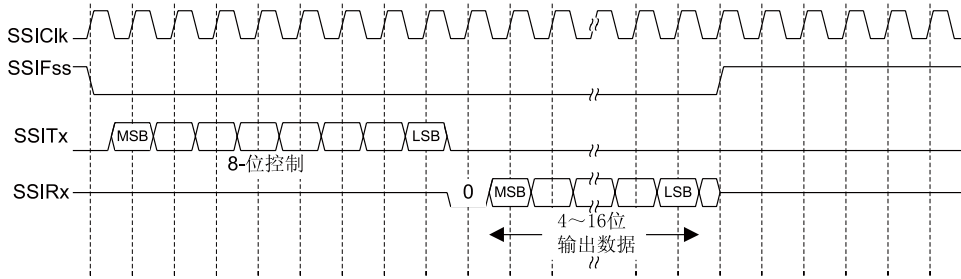 SSIClk
SSIFss
SSITx
MSB
LSB
8-位控制
SSIRx
0
MSB
LSB
4～16位
输出数据